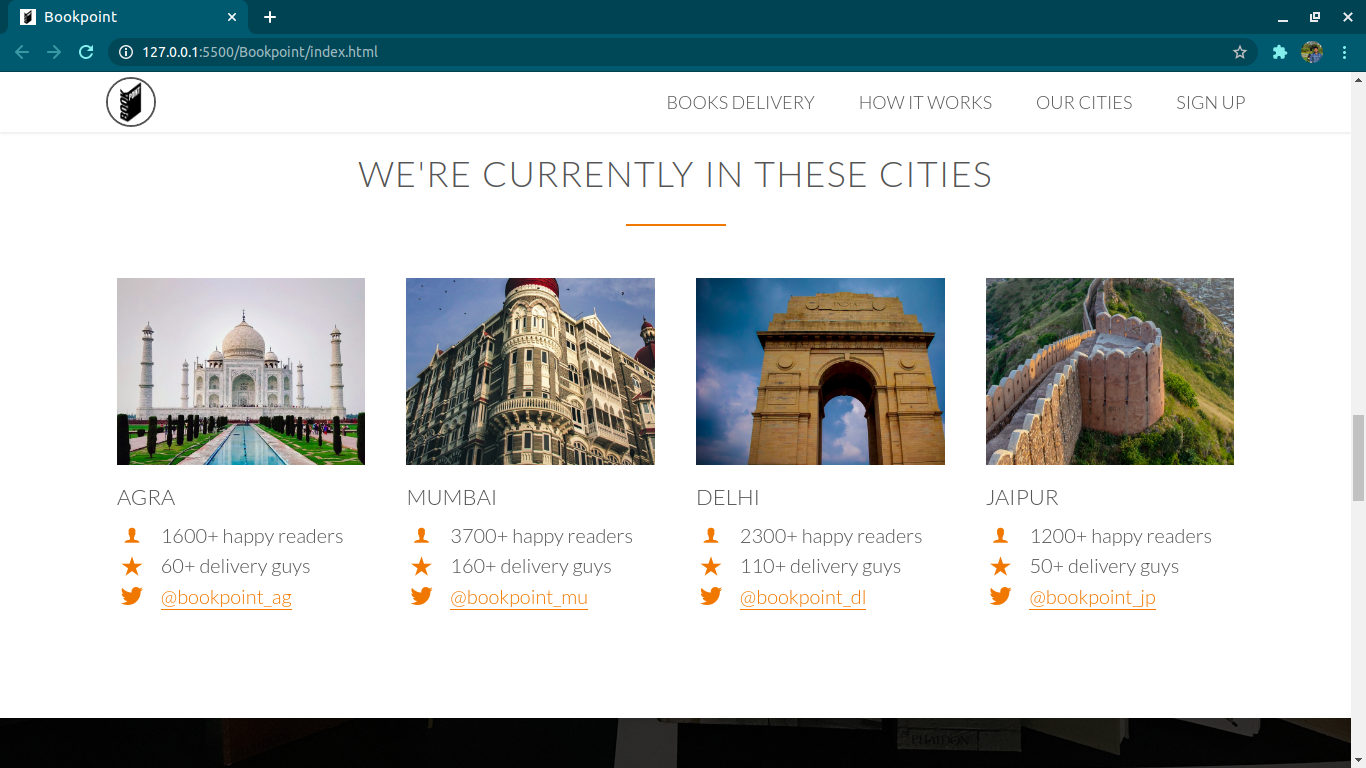 Bookpoint
127.0.0.1:5500/Bookpoint/index.html
BOOK POINT
BOOKS DELIVERY
HOW IT WORKS
OUR CITIES
SIGN UP
WE'RE CURRENTLY IN THESE CITIES
INDIA
AGRA
1600+ happy readers
60+ delivery guys
@bookpoint_ag
MUMBAI
3700+ happy readers
160+ delivery guys
@bookpoint_mu
DELHI
2300+ happy readers
110+ delivery guys
@bookpoint_dl
JAIPUR
1200+ happy readers
50+ delivery guys
@bookpoint_jp
PHAIDON